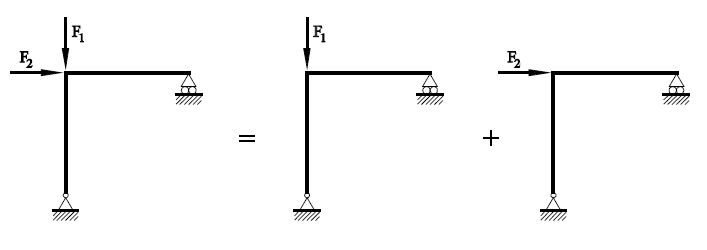 F₁
F₂
=
F₁
+
F₂